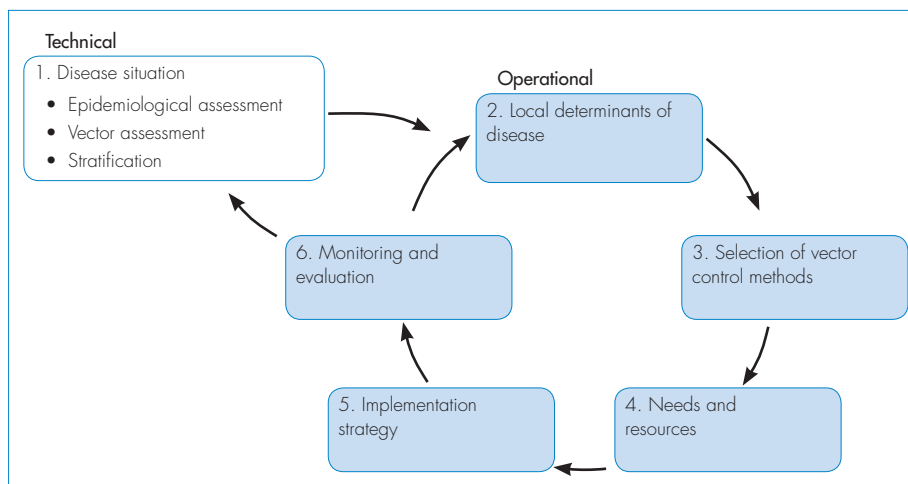 Technical
1. Disease situation
• Epidemiological assessment
• Vector assessment
• Stratification
Operational
2. Local determinants of
disease
3. Selection of vector
control methods
4. Needs and
resources
5. Implementation
strategy
6. Monitoring and
evaluation